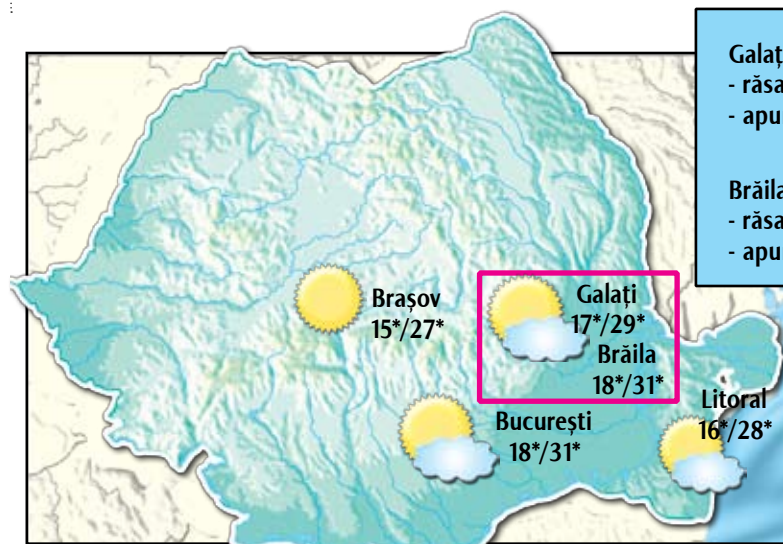 Galaț
- răsa
- apu
Brăila
- răsa
- apu
Brașov
15*/27*
Galați
17*/29*
Brăila
18*/31*
București
18*/31*
Litoral
16*/28*